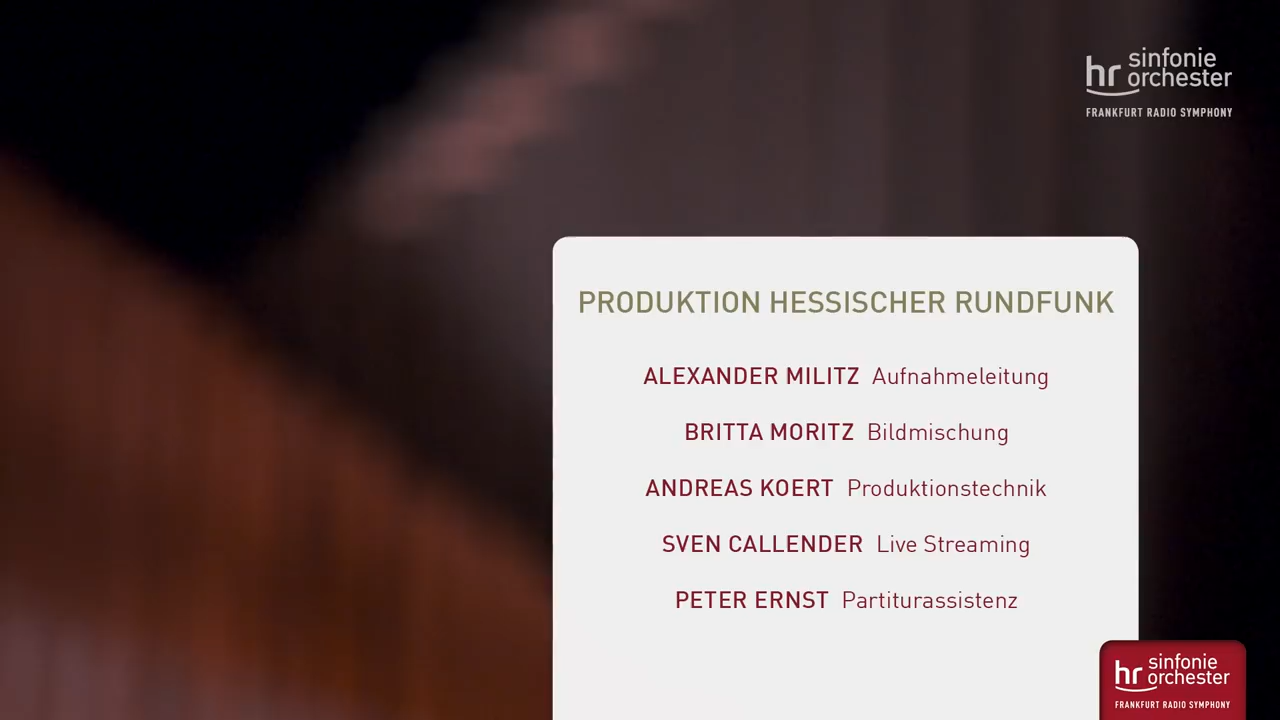 hr sinfonie
orchester
FRANKFURT RADIO SYMPHONY
PRODUKTION HESSISCHER RUNDFUNK
ALEXANDER MILITZ Aufnahmeleitung
BRITTA MORITZ Bildmischung
ANDREAS KOERT Produktionstechnik
SVEN CALLENDER Live Streaming
PETER ERNST Partiturassistenz
hr sinfonie
orchester
FRANKFURT RADIO SYMPHONY